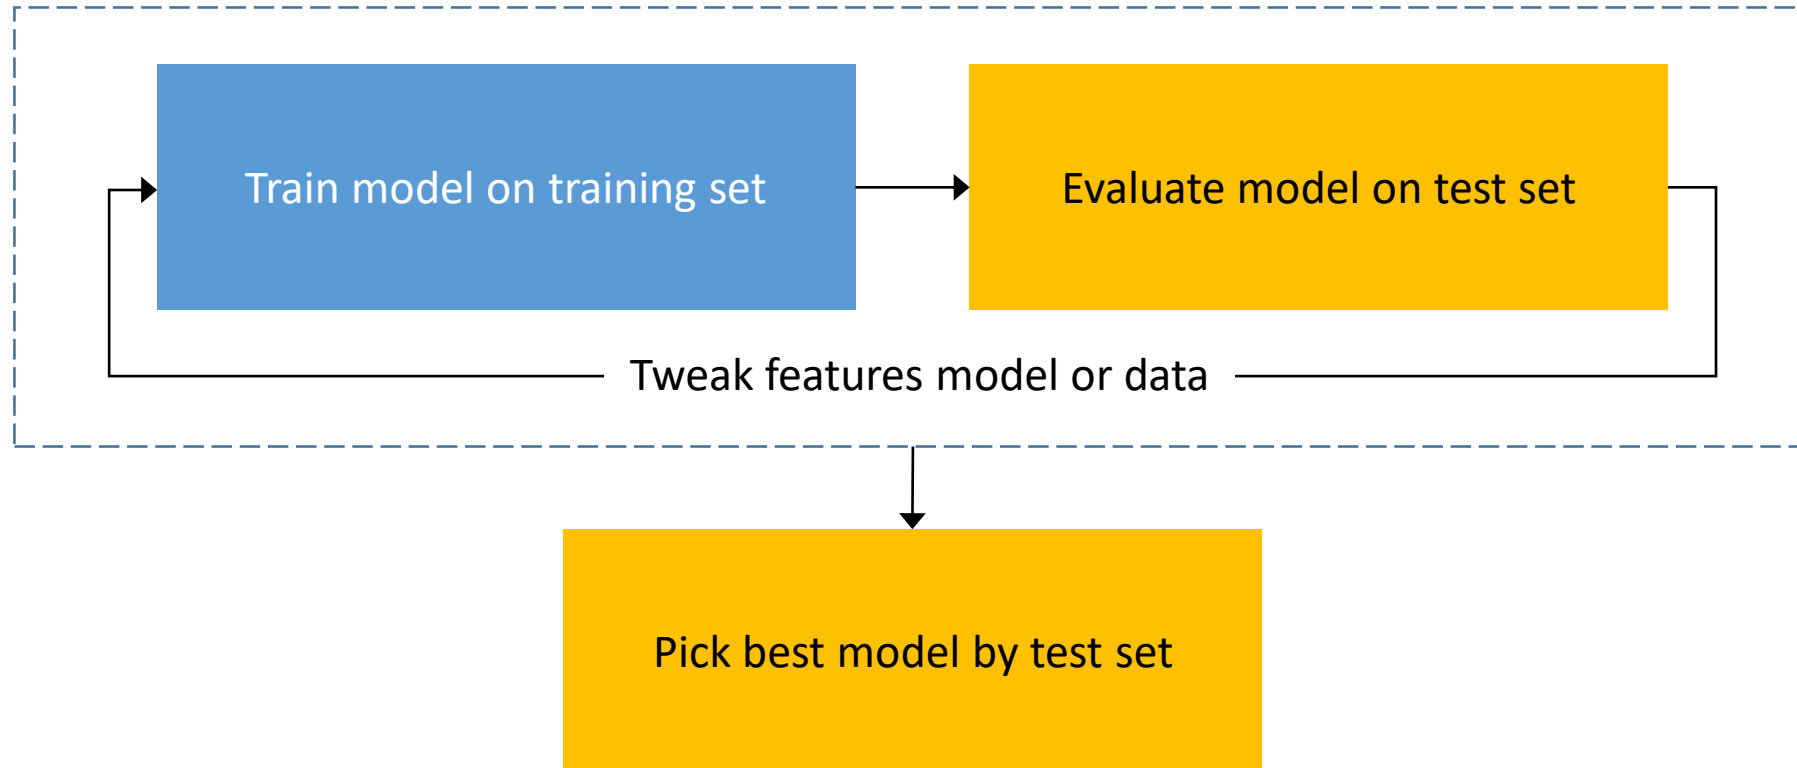 Train model on training set
Evaluate model on test set
Tweak features model or data
Pick best model by test set